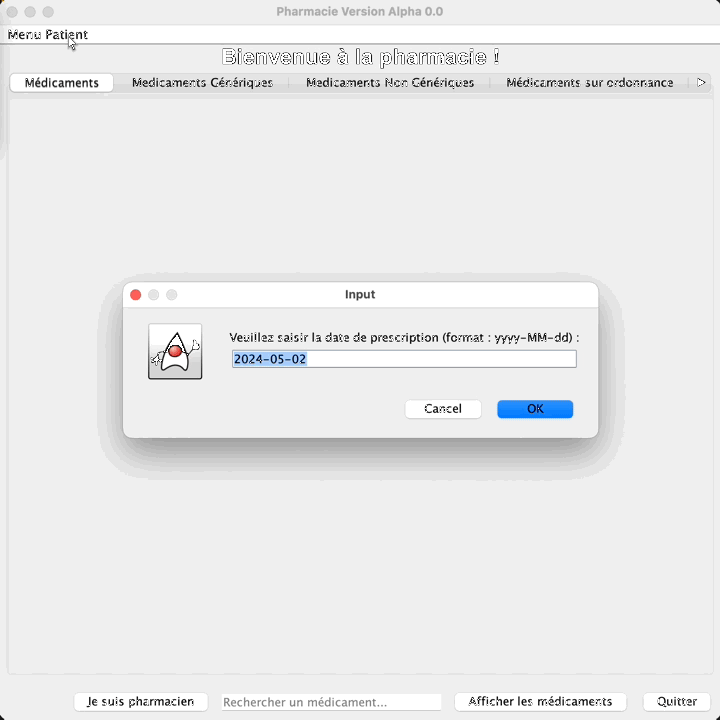 Pharmacie Version Alpha 0.0
Menu Patient
Bienvenue à la pharmacie !
Médicaments Medicaments Génériques Medicaments Non Génériques Médicaments sur ordonnance
Input
Veuillez saisir la date de prescription (format : yyyy-MM-dd) :
2024-05-02
Cancel OK
Je suis pharmacien Rechercher un médicament... Afficher les médicaments Quitter